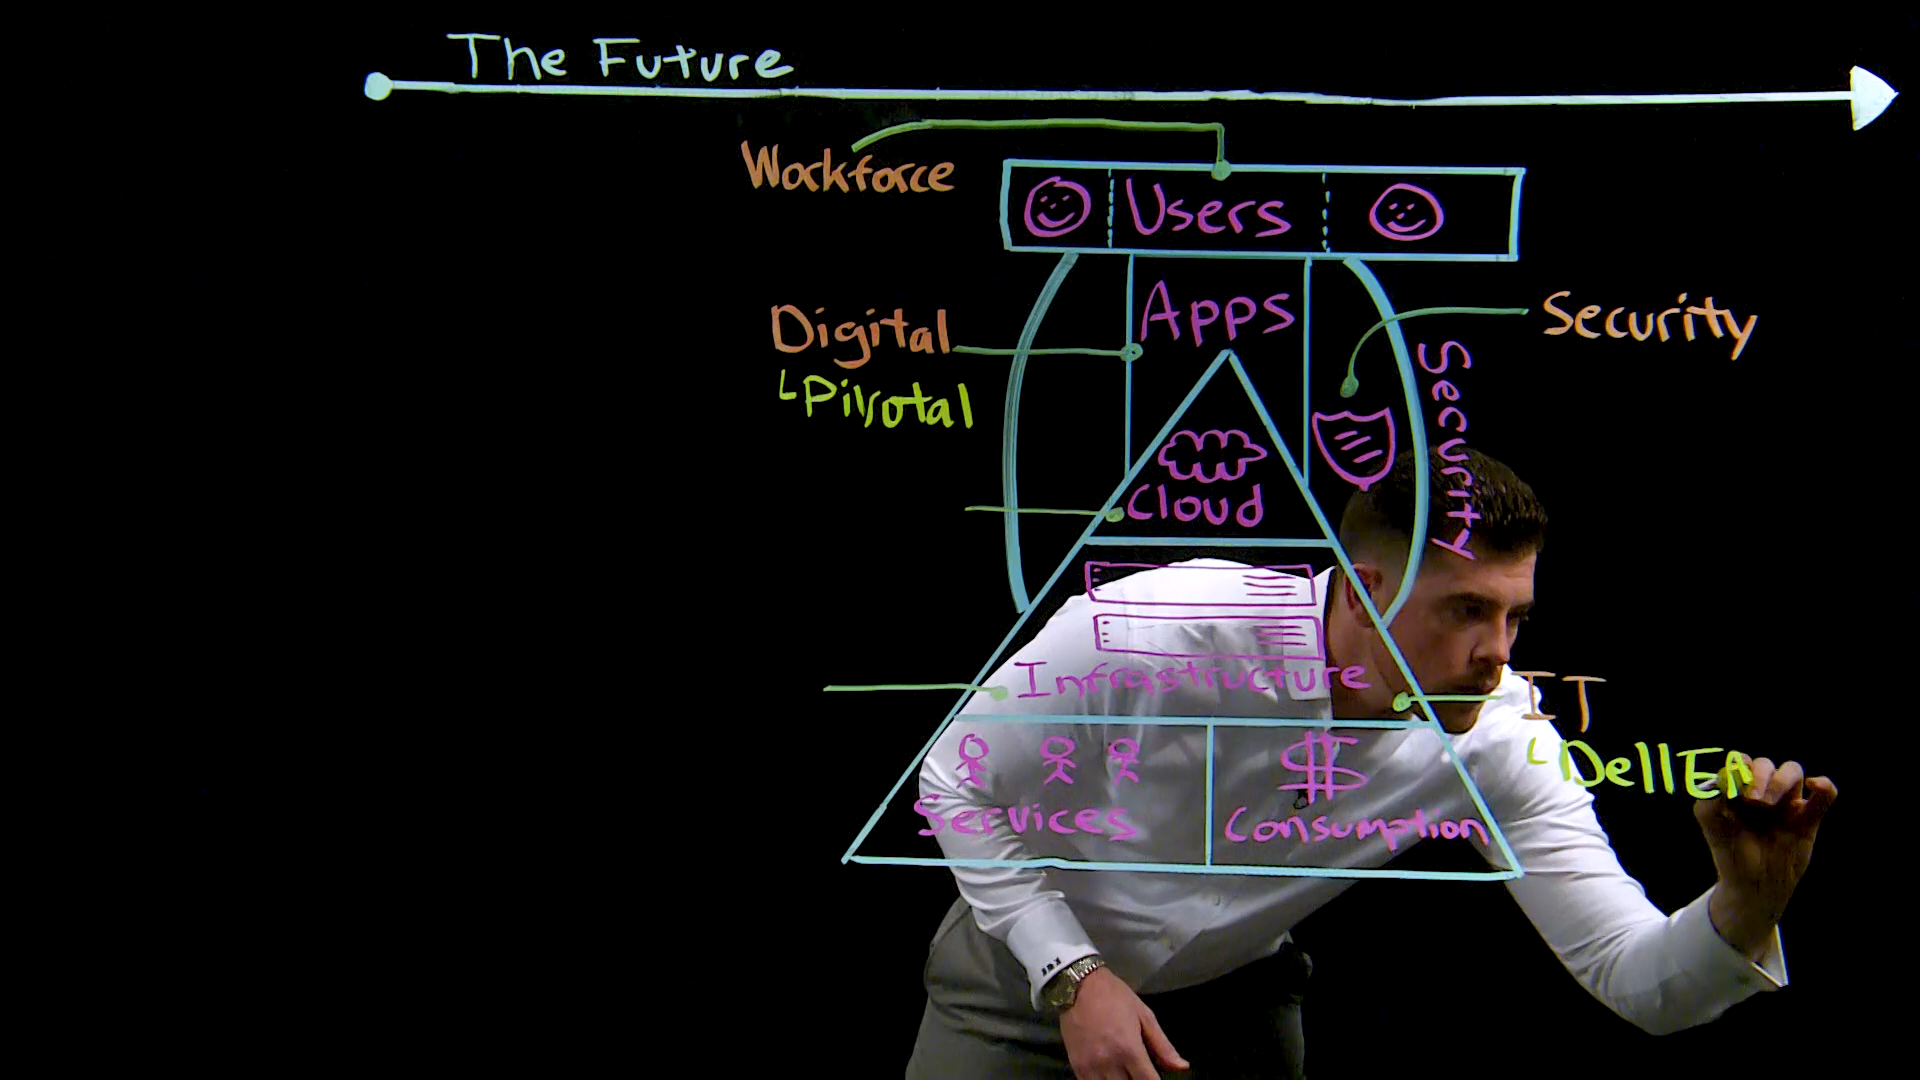 The Future
Workforce
Users
Apps
Digital
└Pivotal
Security
Security
Cloud
Infrastructure
IT
└DellEM
Services
$
Consumption